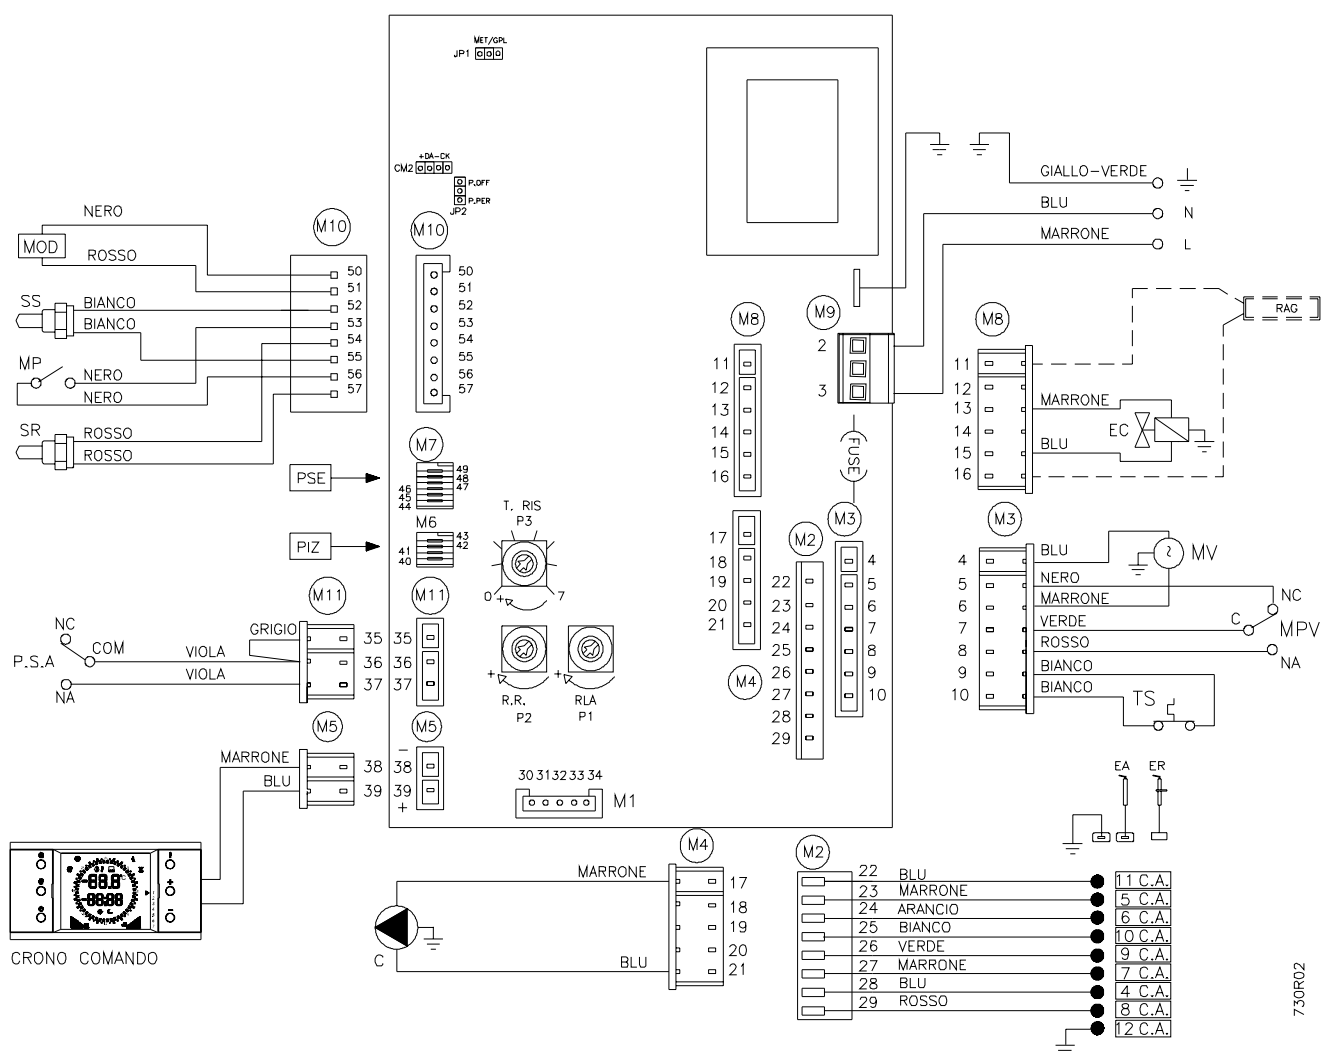 MET/GPL
JP1
+DA-CK
CM2
P.OFF
P.PER
JP2
GIALLO-VERDE
BLU
N
MARRONE
L
NERO
MOD
ROSSO
SS
BIANCO
BIANCO
MP
NERO
NERO
SR
ROSSO
ROSSO
M10
50
51
52
53
54
55
56
57
M10
50
51
52
53
54
55
56
57
M7
49
48
47
46
45
44
PSE
M6
43
42
41
40
PIZ
T. RIS
P3
0 +
7
M8
11
12
13
14
15
16
17
18
19
20
21
M4
M9
2
3
FUSE
M3
4
5
6
7
8
9
10
M2
22
23
24
25
26
27
28
29
M8
11
12
13
14
15
16
RAG
MARRONE
EC
BLU
M3
4
5
6
7
8
9
10
BLU
NERO
MARRONE
VERDE
ROSSO
BIANCO
BIANCO
MV
NC
C
MPV
NA
TS
M11
GRIGIO
35
36
37
NC
COM
P.S.A
NA
VIOLA
VIOLA
M11
35
36
37
+
R.R.
P2
+
RLA
P1
M5
MARRONE
BLU
38
39
M5
−
38
39
+
30 31 32 33 34
M1
EA
ER
88.8°
88:88
CRONO COMANDO
M4
MARRONE
17
18
19
20
21
BLU
C
M2
22
BLU
11 C.A.
23
MARRONE
5 C.A.
24
ARANCIO
6 C.A.
25
BIANCO
10 C.A.
26
VERDE
9 C.A.
27
MARRONE
7 C.A.
28
BLU
4 C.A.
29
ROSSO
8 C.A.
12 C.A.
730R02